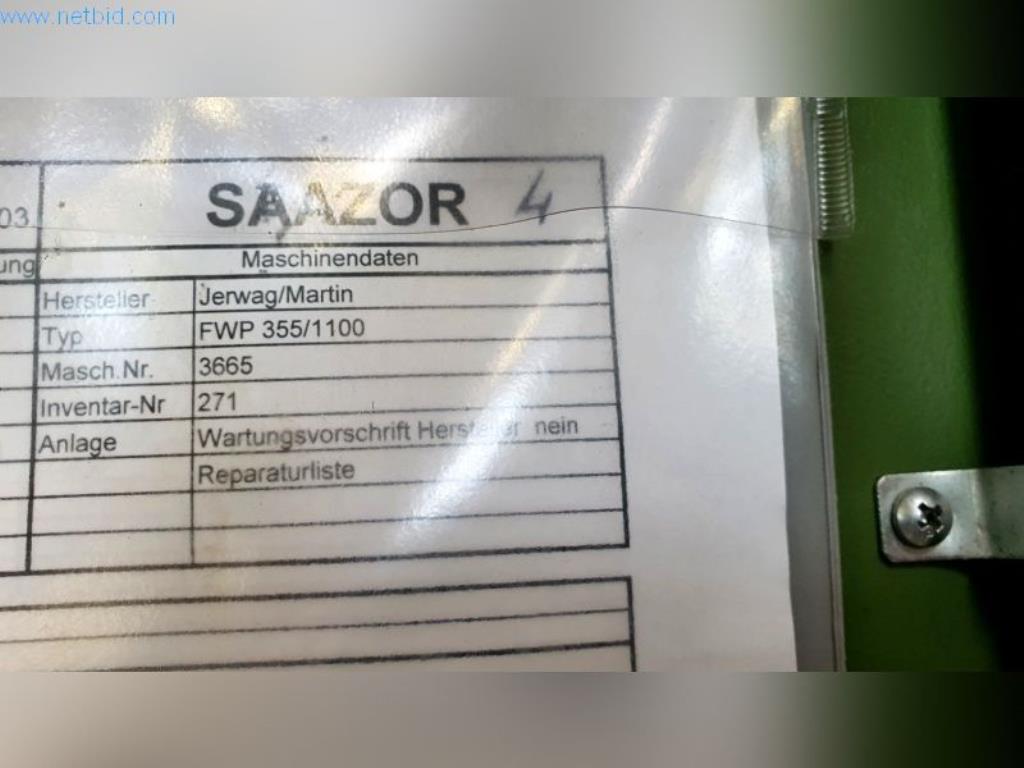 www.netbid.com
03
SAAZOR 4
ung
Maschinendaten
Hersteller Jerwag/Martin
Typ FWP 355/1100
Masch.Nr. 3665
Inventar-Nr 271
Anlage Wartungsvorschrift Hersteller nein
Reparaturliste